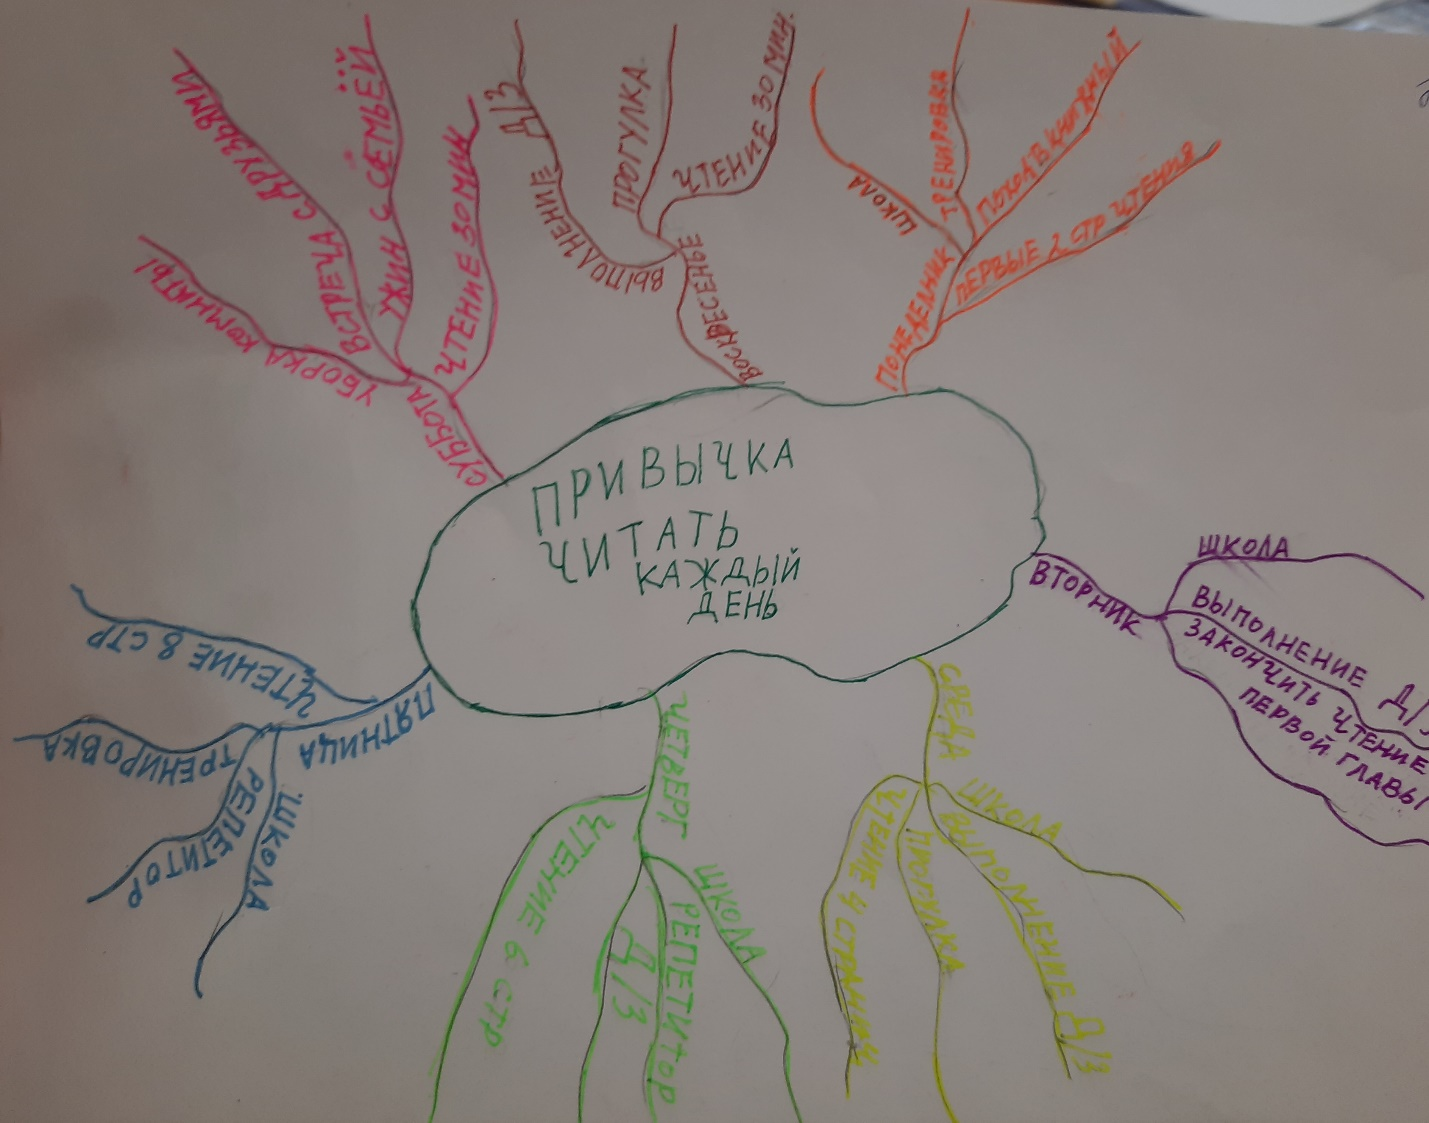 ПРИВЫЧКА
ЧИТАТЬ
КАЖДЫЙ
ДЕНЬ
ПОНЕДЕЛЬНИК
ШКОЛА
ТРЕНИРОВКА
ПОХОД В КНИЖНЫЙ
ПЕРВЫЕ 2 СТР ЧТЕНИЯ
ВТОРНИК
ШКОЛА
ВЫПОЛНЕНИЕ Д/З
ЗАКОНЧИТЬ ЧТЕНИЕ
ПЕРВОЙ ГЛАВЫ
СРЕДА
ШКОЛА
ВЫПОЛНЕНИЕ Д/З
ПРОГУЛКА
ЧТЕНИЕ 4 СТРАНИЦ
ЧЕТВЕРГ
ШКОЛА
РЕПЕТИТОР
Д/З
ЧТЕНИЕ 6 СТР
ПЯТНИЦА
ШКОЛА
РЕПЕТИТОР
ТРЕНИРОВКА
ЧТЕНИЕ 8 СТР
СУББОТА
УБОРКА КОМНАТЫ
ВСТРЕЧА С ДРУЗЬЯМИ
УЖИН С СЕМЬЁЙ
ЧТЕНИЕ 30 МИН
ВОСКРЕСЕНЬЕ
ВЫПОЛНЕНИЕ Д/З
ПРОГУЛКА
ЧТЕНИЕ 30 МИН.